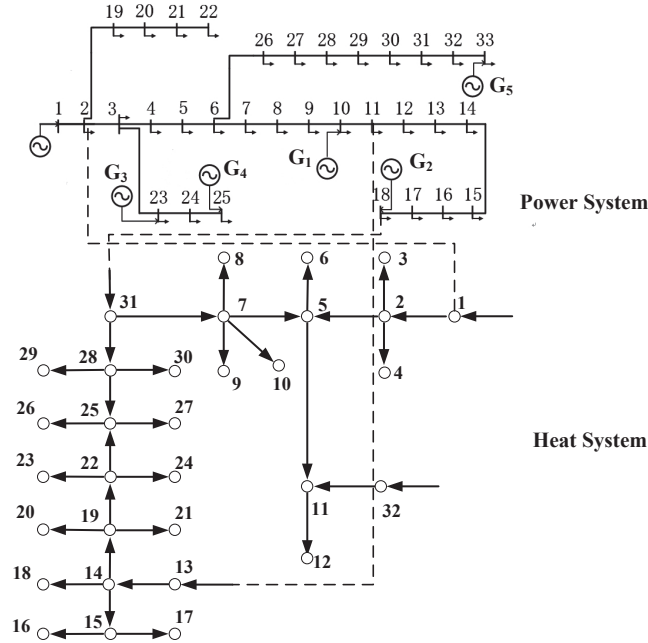 19 20 21 22
26 27 28 29 30 31 32 33
G5
1 2 3 4 5 6 7 8 9 10 11 12 13 14
G3 G4 G1 G2
23 24 25 18 17 16 15
Power System
8 6 3
31 7 5 2 1
29 28 30 9 10 4
26 25 27
Heat System
23 22 24
11 32
20 19 21
12
18 14 13
16 15 17